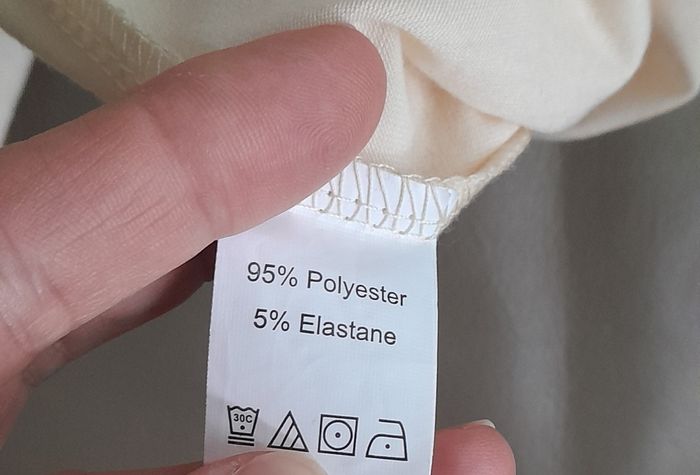 95% Polyester
5% Elastane
30C